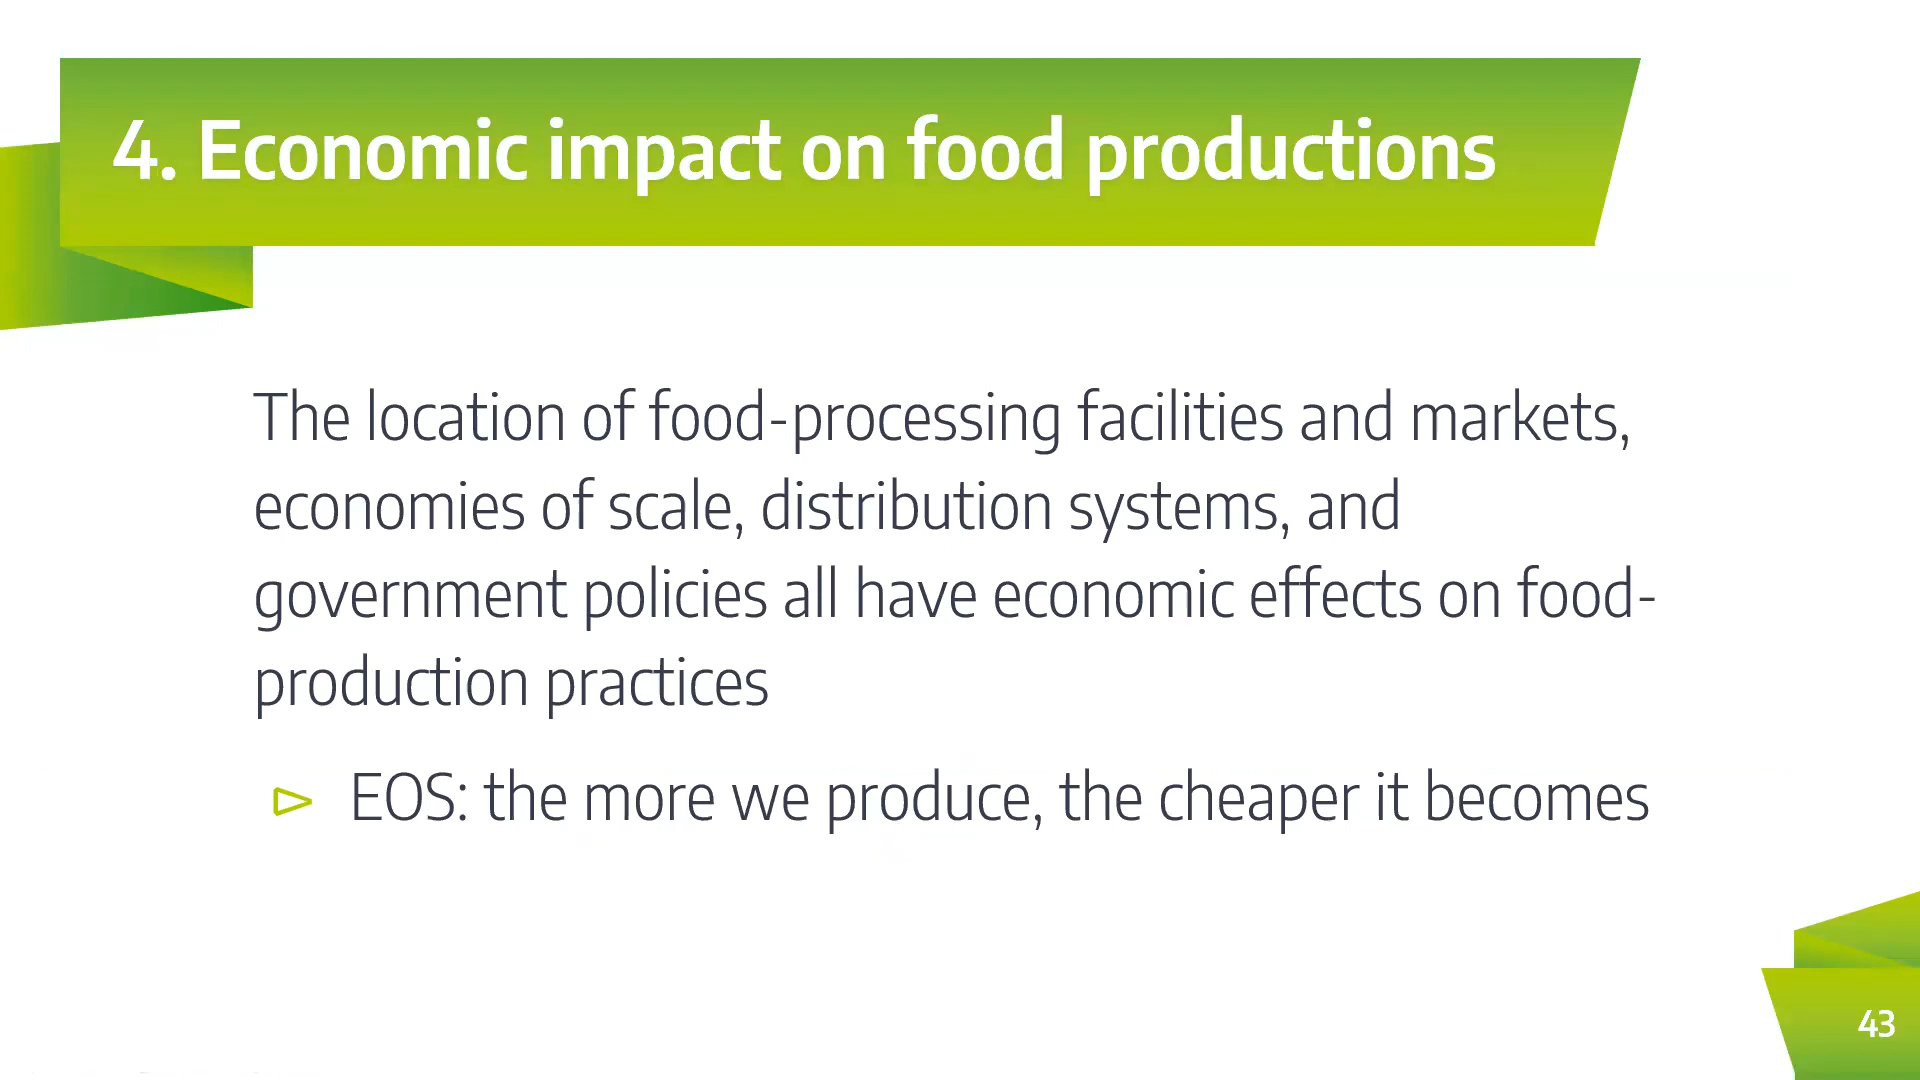 4. Economic impact on food productions
The location of food-processing facilities and markets,
economies of scale, distribution systems, and
government policies all have economic effects on food-
production practices
EOS: the more we produce, the cheaper it becomes
43